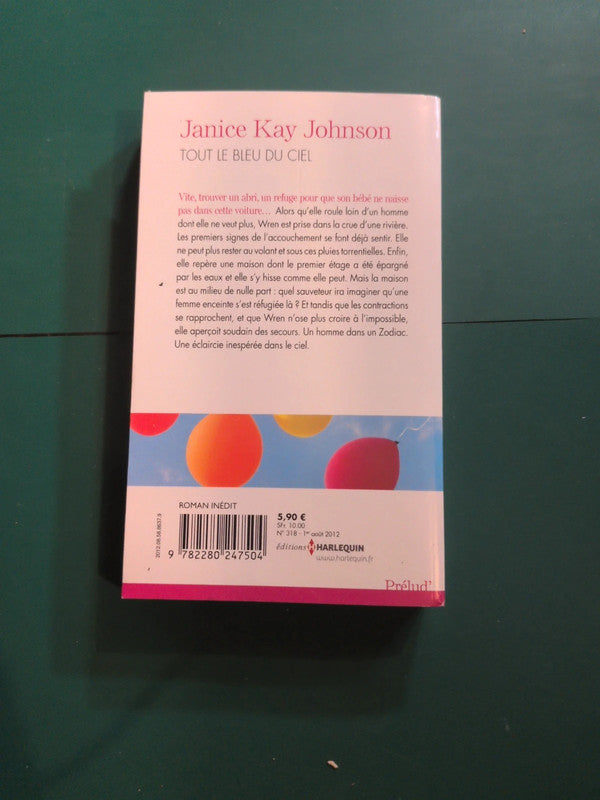 Janice Kay Johnson
TOUT LE BLEU DU CIEL
Vite, trouver un abri, un refuge pour que son bébé ne naisse
pas dans cette voiture... Alors qu'elle roule loin d'un homme
dont elle ne veut plus, Wren est prise dans la crue d'une rivière.
Les premiers signes de l'accouchement se font déjà sentir. Elle
ne peut plus rester au volant et sous ces pluies torrentielles. Enfin,
elle repère une maison dont le premier étage a été épargné
par les eaux et elle s'y hisse comme elle peut. Mais la maison
est au milieu de nulle part : quel sauveteur ira imaginer qu'une
femme enceinte s'est réfugiée là ? Et tandis que les contractions
se rapprochent, et que Wren n'ose plus croire à l'impossible,
elle aperçoit soudain des secours. Un homme dans un Zodiac.
Une éclaircie inespérée dans le ciel.
ROMAN INÉDIT
5,90 €
SFr. 10.00
N° 318 - 1er août 2012
éditions HARLEQUIN
www.harlequin.fr
2012.08.56.8637.9
9 782280 247504
Prélud'